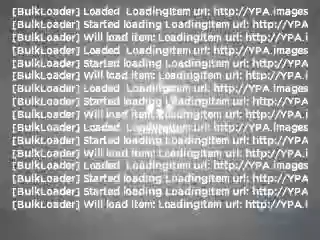 [BulkLoader] Loaded LoadingItem url: http://YPA.images
[BulkLoader] Started loading LoadingItem url: http://YPA
[BulkLoader] Will load item: LoadingItem url: http://YPA.i
[BulkLoader] Loaded LoadingItem url: http://YPA.images
[BulkLoader] Started loading LoadingItem url: http://YPA
[BulkLoader] Will load item: LoadingItem url: http://YPA.i
[BulkLoader] Loaded LoadingItem url: http://YPA.images
[BulkLoader] Started loading LoadingItem url: http://YPA
[BulkLoader] Will load item: LoadingItem url: http://YPA.i
[BulkLoader] Loaded LoadingItem url: http://YPA.images
[BulkLoader] Started loading LoadingItem url: http://YPA
[BulkLoader] Will load item: LoadingItem url: http://YPA.i
[BulkLoader] Loaded LoadingItem url: http://YPA.images
[BulkLoader] Started loading LoadingItem url: http://YPA
[BulkLoader] Started loading LoadingItem url: http://YPA
[BulkLoader] Will load item: LoadingItem url: http://YPA.i